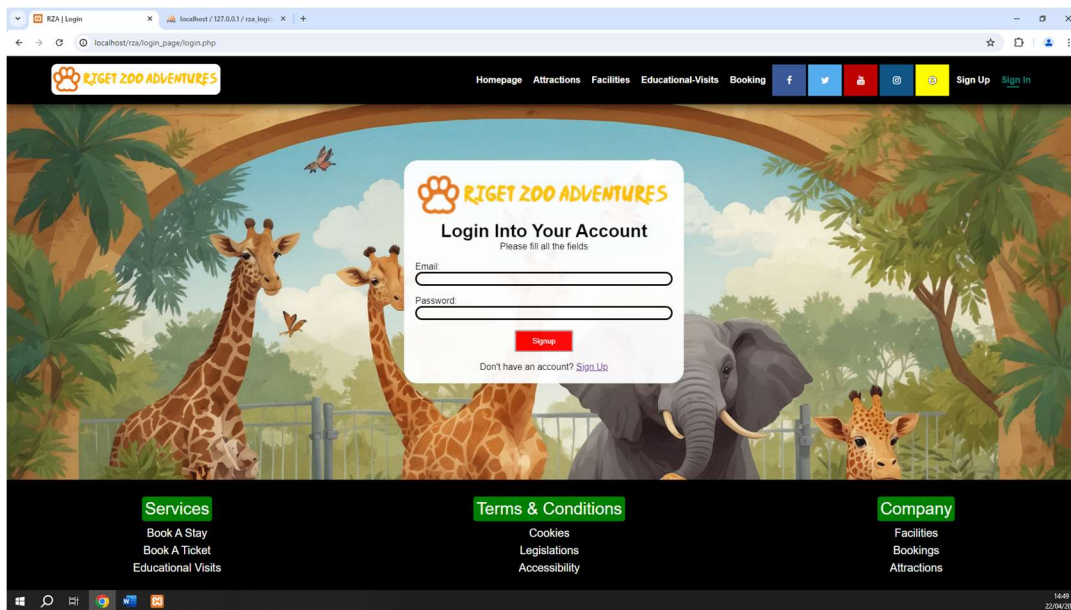 RZA | Login
localhost / 127.0.0.1 / rza_login
localhost/rza/login_page/login.php
RIGET ZOO ADVENTURES
Homepage Attractions Facilities Educational-Visits Booking Sign Up Sign In
RIGET ZOO ADVENTURES
Login Into Your Account
Please fill all the fields
Email:
Password:
Signup
Don't have an account? Sign Up
Services Terms & Conditions Company
Book A Stay Cookies Facilities
Book A Ticket Legislations Bookings
Educational Visits Accessibility Attractions
14:49
22/04/20